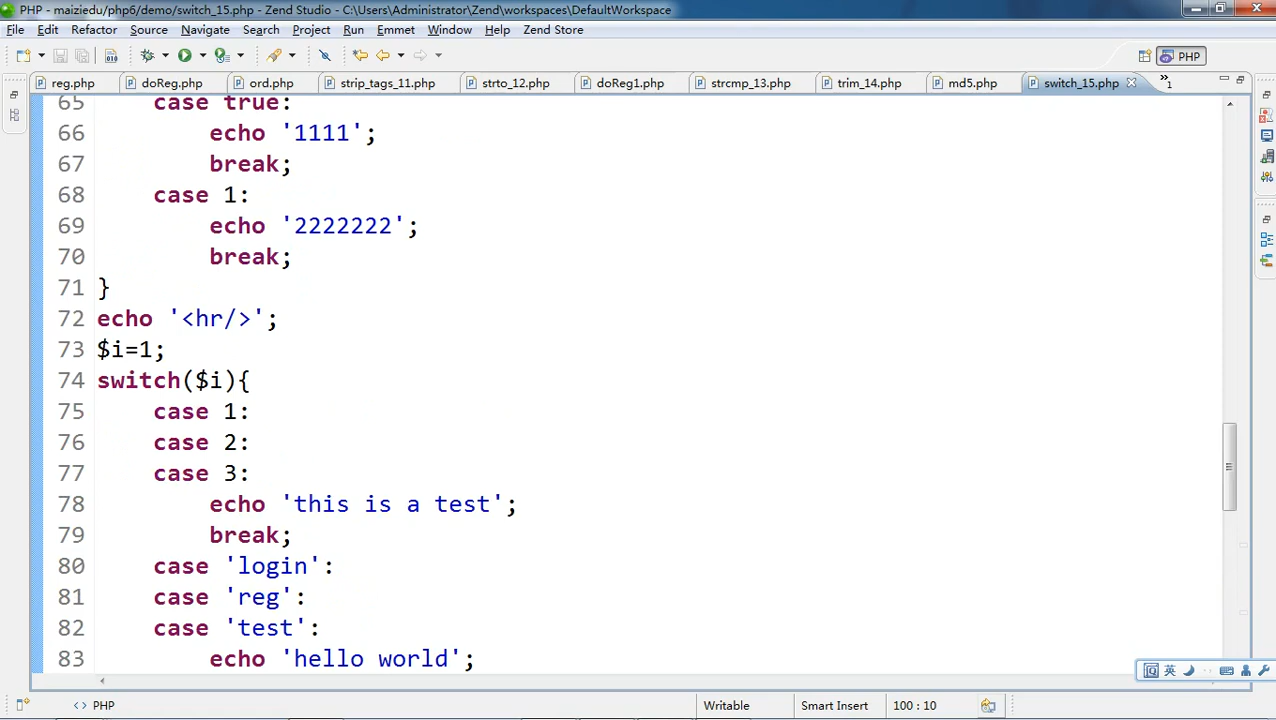 PHP - maiziedu/php6/demo/switch_15.php - Zend Studio - C:\Users\Administrator\Zend\workspaces\DefaultWorkspace
File Edit Refactor Source Navigate Search Project Run Emmet Window Help Zend Store
PHP
reg.php doReg.php ord.php strip_tags_11.php strto_12.php doReg1.php strcmp_13.php trim_14.php md5.php switch_15.php »1
65 case true:
66 echo '1111';
67 break;
68 case 1:
69 echo '2222222';
70 break;
71 }
72 echo '<hr/>';
73 $i=1;
74 switch($i){
75 case 1:
76 case 2:
77 case 3:
78 echo 'this is a test';
79 break;
80 case 'login':
81 case 'reg':
82 case 'test':
83 echo 'hello world';
英
<> PHP Writable Smart Insert 100 : 10